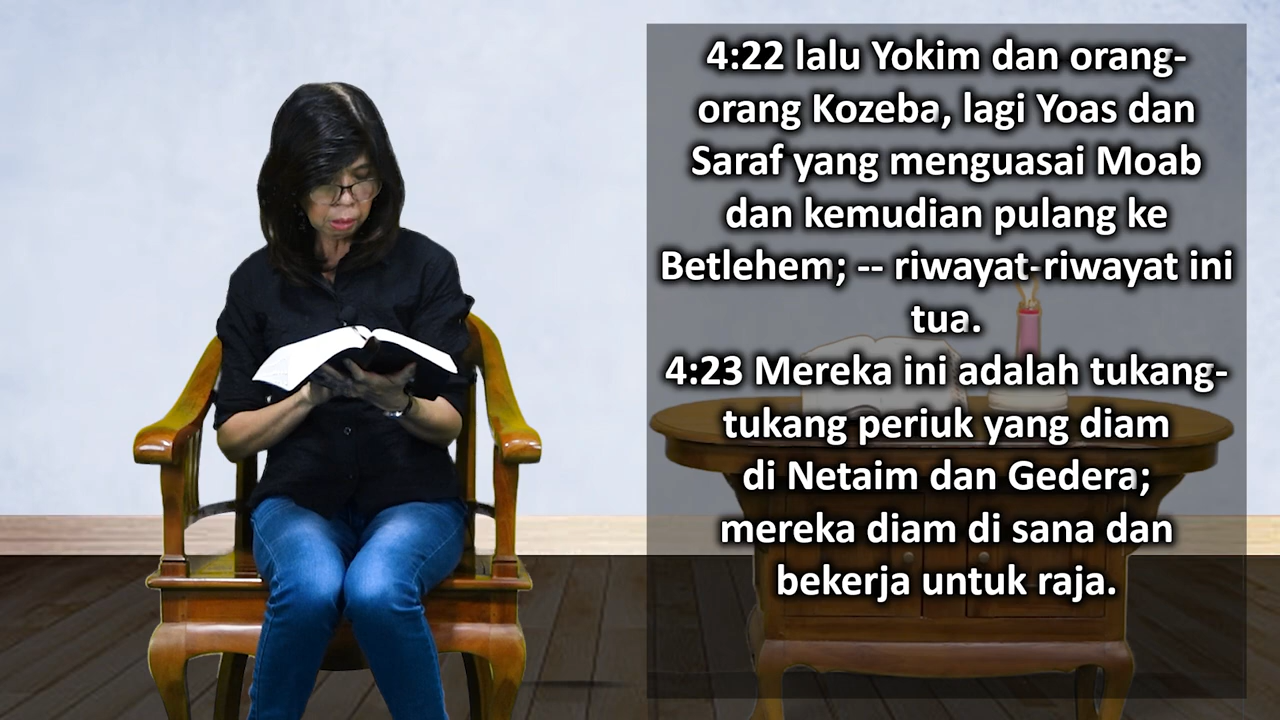 4:22 lalu Yokim dan orang-
orang Kozeba, lagi Yoas dan
Saraf yang menguasai Moab
dan kemudian pulang ke
Betlehem; -- riwayat-riwayat ini
tua.
4:23 Mereka ini adalah tukang-
tukang periuk yang diam
di Netaim dan Gedera;
mereka diam di sana dan
bekerja untuk raja.